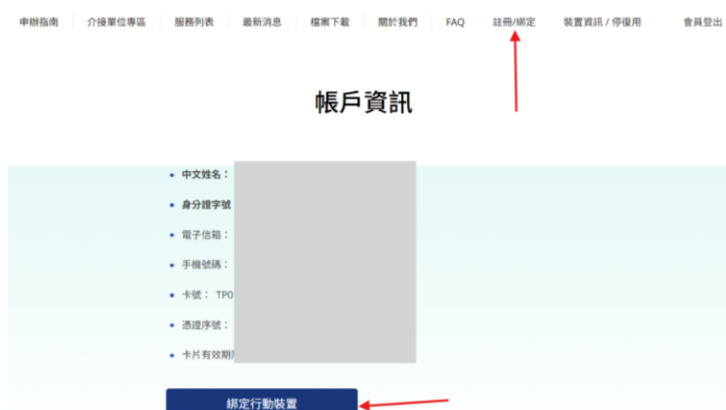 申辦指南 介接單位專區 服務列表 最新消息 檔案下載 關於我們 FAQ 註冊/綁定 裝置資訊 / 停復用 會員登出
帳戶資訊
中文姓名：
身分證字號
電子信箱：
手機號碼：
卡號： TP0
憑證序號：
卡片有效期
綁定行動裝置